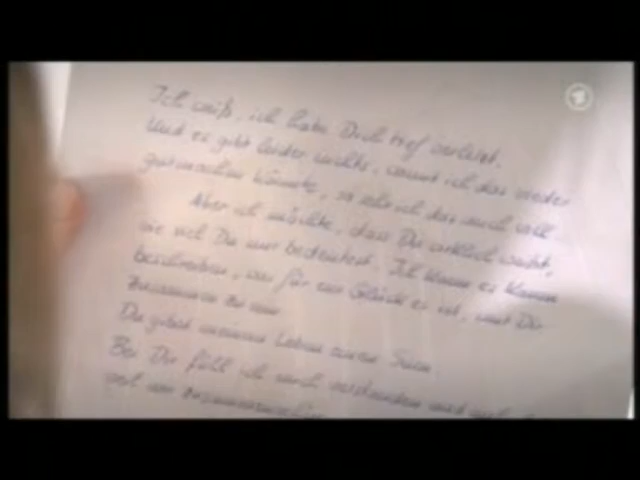 Ich weiß, ich habe Dich tief verletzt.
Und es gibt leider nichts, womit ich das wieder
gutmachen könnte, so sehr ich das auch will
Aber ich möchte, dass Du wirklich weißt,
wie viel Du mir bedeutest. Ich kann es kaum
beschreiben, was für ein Glück es ist, mit Dir
zusammen zu sein
Du gibst meinem Leben einen Sinn
Bei Dir fühl ich mich verstanden und